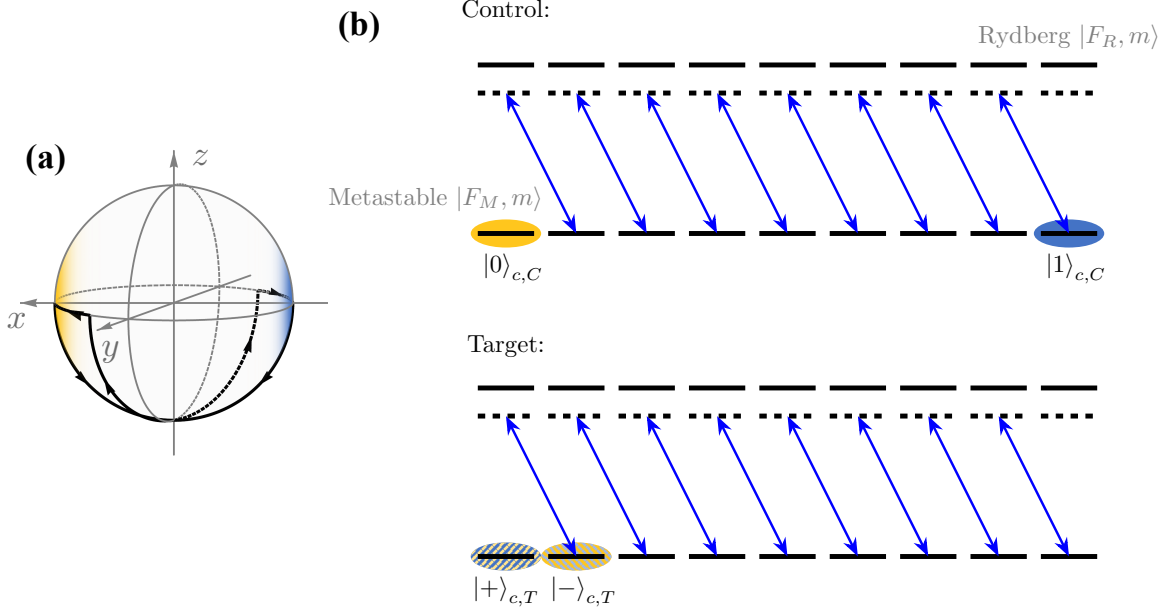 (a)
z
x
y
(b)
Control:
Rydberg |F_R, m⟩
Metastable |F_M, m⟩
|0⟩_{c,C}
|1⟩_{c,C}
Target:
|+⟩_{c,T} |−⟩_{c,T}